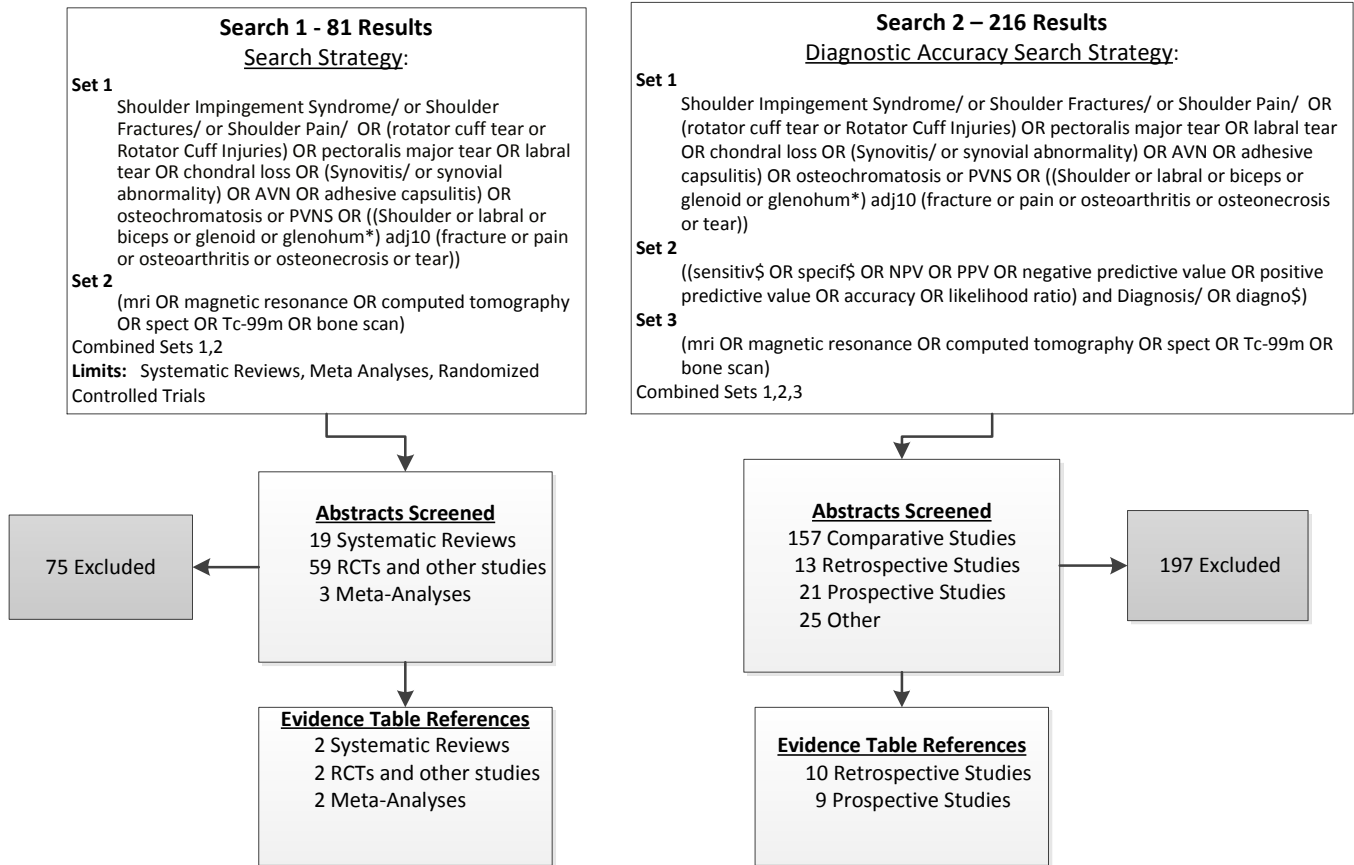 Search 1 - 81 Results
Search Strategy:
Set 1
Shoulder Impingement Syndrome/ or Shoulder
Fractures/ or Shoulder Pain/ OR (rotator cuff tear or
Rotator Cuff Injuries) OR pectoralis major tear OR labral
tear OR chondral loss OR (Synovitis/ or synovial
abnormality) OR AVN OR adhesive capsulitis) OR
osteochromatosis or PVNS OR ((Shoulder or labral or
biceps or glenoid or glenohum*) adj10 (fracture or pain
or osteoarthritis or osteonecrosis or tear))
Set 2
(mri OR magnetic resonance OR computed tomography
OR spect OR Tc-99m OR bone scan)
Combined Sets 1,2
Limits: Systematic Reviews, Meta Analyses, Randomized
Controlled Trials
Search 2 – 216 Results
Diagnostic Accuracy Search Strategy:
Set 1
Shoulder Impingement Syndrome/ or Shoulder Fractures/ or Shoulder Pain/ OR
(rotator cuff tear or Rotator Cuff Injuries) OR pectoralis major tear OR labral tear
OR chondral loss OR (Synovitis/ or synovial abnormality) OR AVN OR adhesive
capsulitis) OR osteochromatosis or PVNS OR ((Shoulder or labral or biceps or
glenoid or glenohum*) adj10 (fracture or pain or osteoarthritis or osteonecrosis
or tear))
Set 2
((sensitiv$ OR specif$ OR NPV OR PPV OR negative predictive value OR positive
predictive value OR accuracy OR likelihood ratio) and Diagnosis/ OR diagno$)
Set 3
(mri OR magnetic resonance OR computed tomography OR spect OR Tc-99m OR
bone scan)
Combined Sets 1,2,3
75 Excluded
Abstracts Screened
19 Systematic Reviews
59 RCTs and other studies
3 Meta-Analyses
Abstracts Screened
157 Comparative Studies
13 Retrospective Studies
21 Prospective Studies
25 Other
197 Excluded
Evidence Table References
2 Systematic Reviews
2 RCTs and other studies
2 Meta-Analyses
Evidence Table References
10 Retrospective Studies
9 Prospective Studies